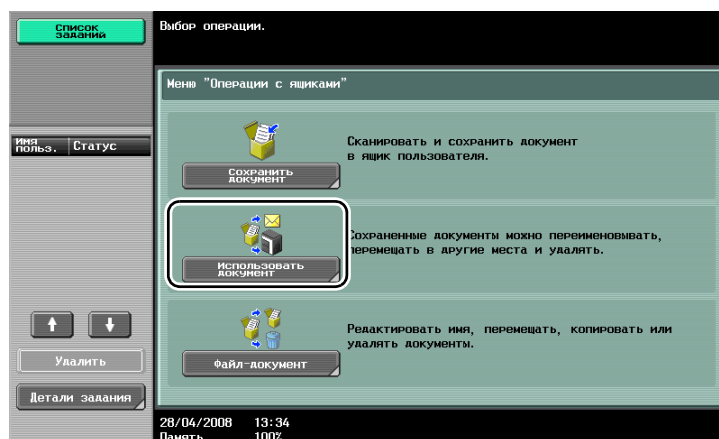 Список
заданий
Выбор операции.
Меню "Операции с ящиками"
Имя
польз.
Статус
Сканировать и сохранить документ
в ящик пользователя.
Сохранить
документ
Сохраненные документы можно переименовывать,
перемещать в другие места и удалять.
Использовать
документ
Редактировать имя, перемещать, копировать или
удалять документы.
Файл-документ
Удалить
Детали задания
28/04/2008 13:34
Память 100%